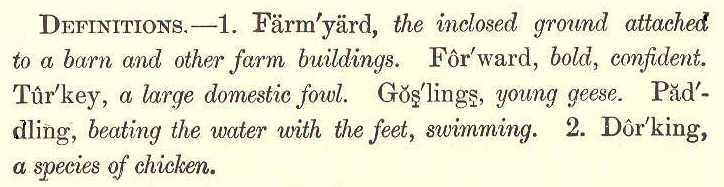 DEFINITIONS.—1. Färm'yärd, the inclosed ground attached
to a barn and other farm buildings. Fôr'ward, bold, confident.
Tûr'key, a large domestic fowl. Gŏş'lingş, young geese. Păd'-
dling, beating the water with the feet, swimming. 2. Dôr'king,
a species of chicken.